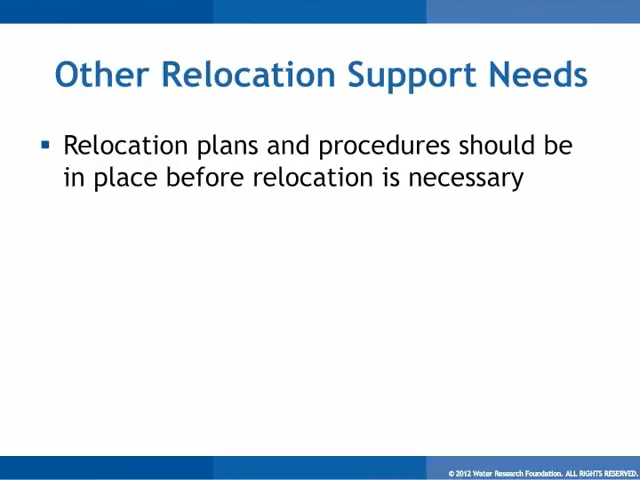 Other Relocation Support Needs
▪ Relocation plans and procedures should be
in place before relocation is necessary
© 2012 Water Research Foundation. ALL RIGHTS RESERVED.